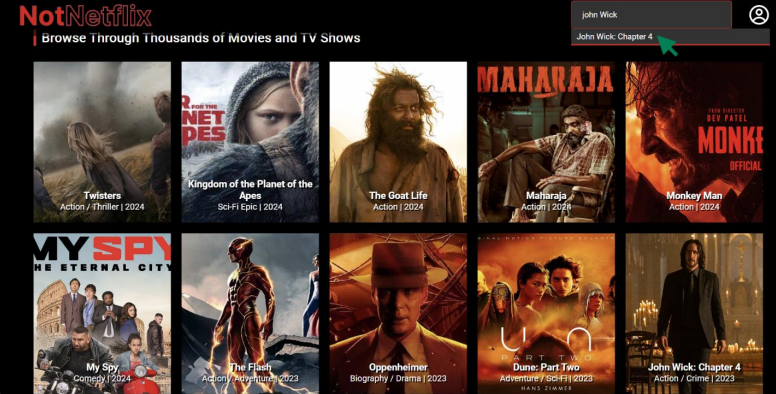 NotNetflix
john Wick
John Wick: Chapter 4
Browse Through Thousands of Movies and TV Shows
Twisters
Action / Thriller | 2024
R FOR THE
NET
PES
Kingdom of the Planet of the
Apes
Sci-Fi Epic | 2024
The Goat Life
Action | 2024
MAHARAJA
Maharaja
Action | 2024
FROM DIRECTOR
DEV PATEL
MONKE
OFFICIAL
Monkey Man
Action | 2024
MY SPY
HE ETERNAL CITY
My Spy
Comedy | 2024
The Flash
Action / Adventure | 2023
Oppenheimer
Biography / Drama | 2023
PART TWO
Dune: Part Two
Adventure / Sci-Fi | 2023
HANS ZIMMER
John Wick: Chapter 4
Action / Crime | 2023